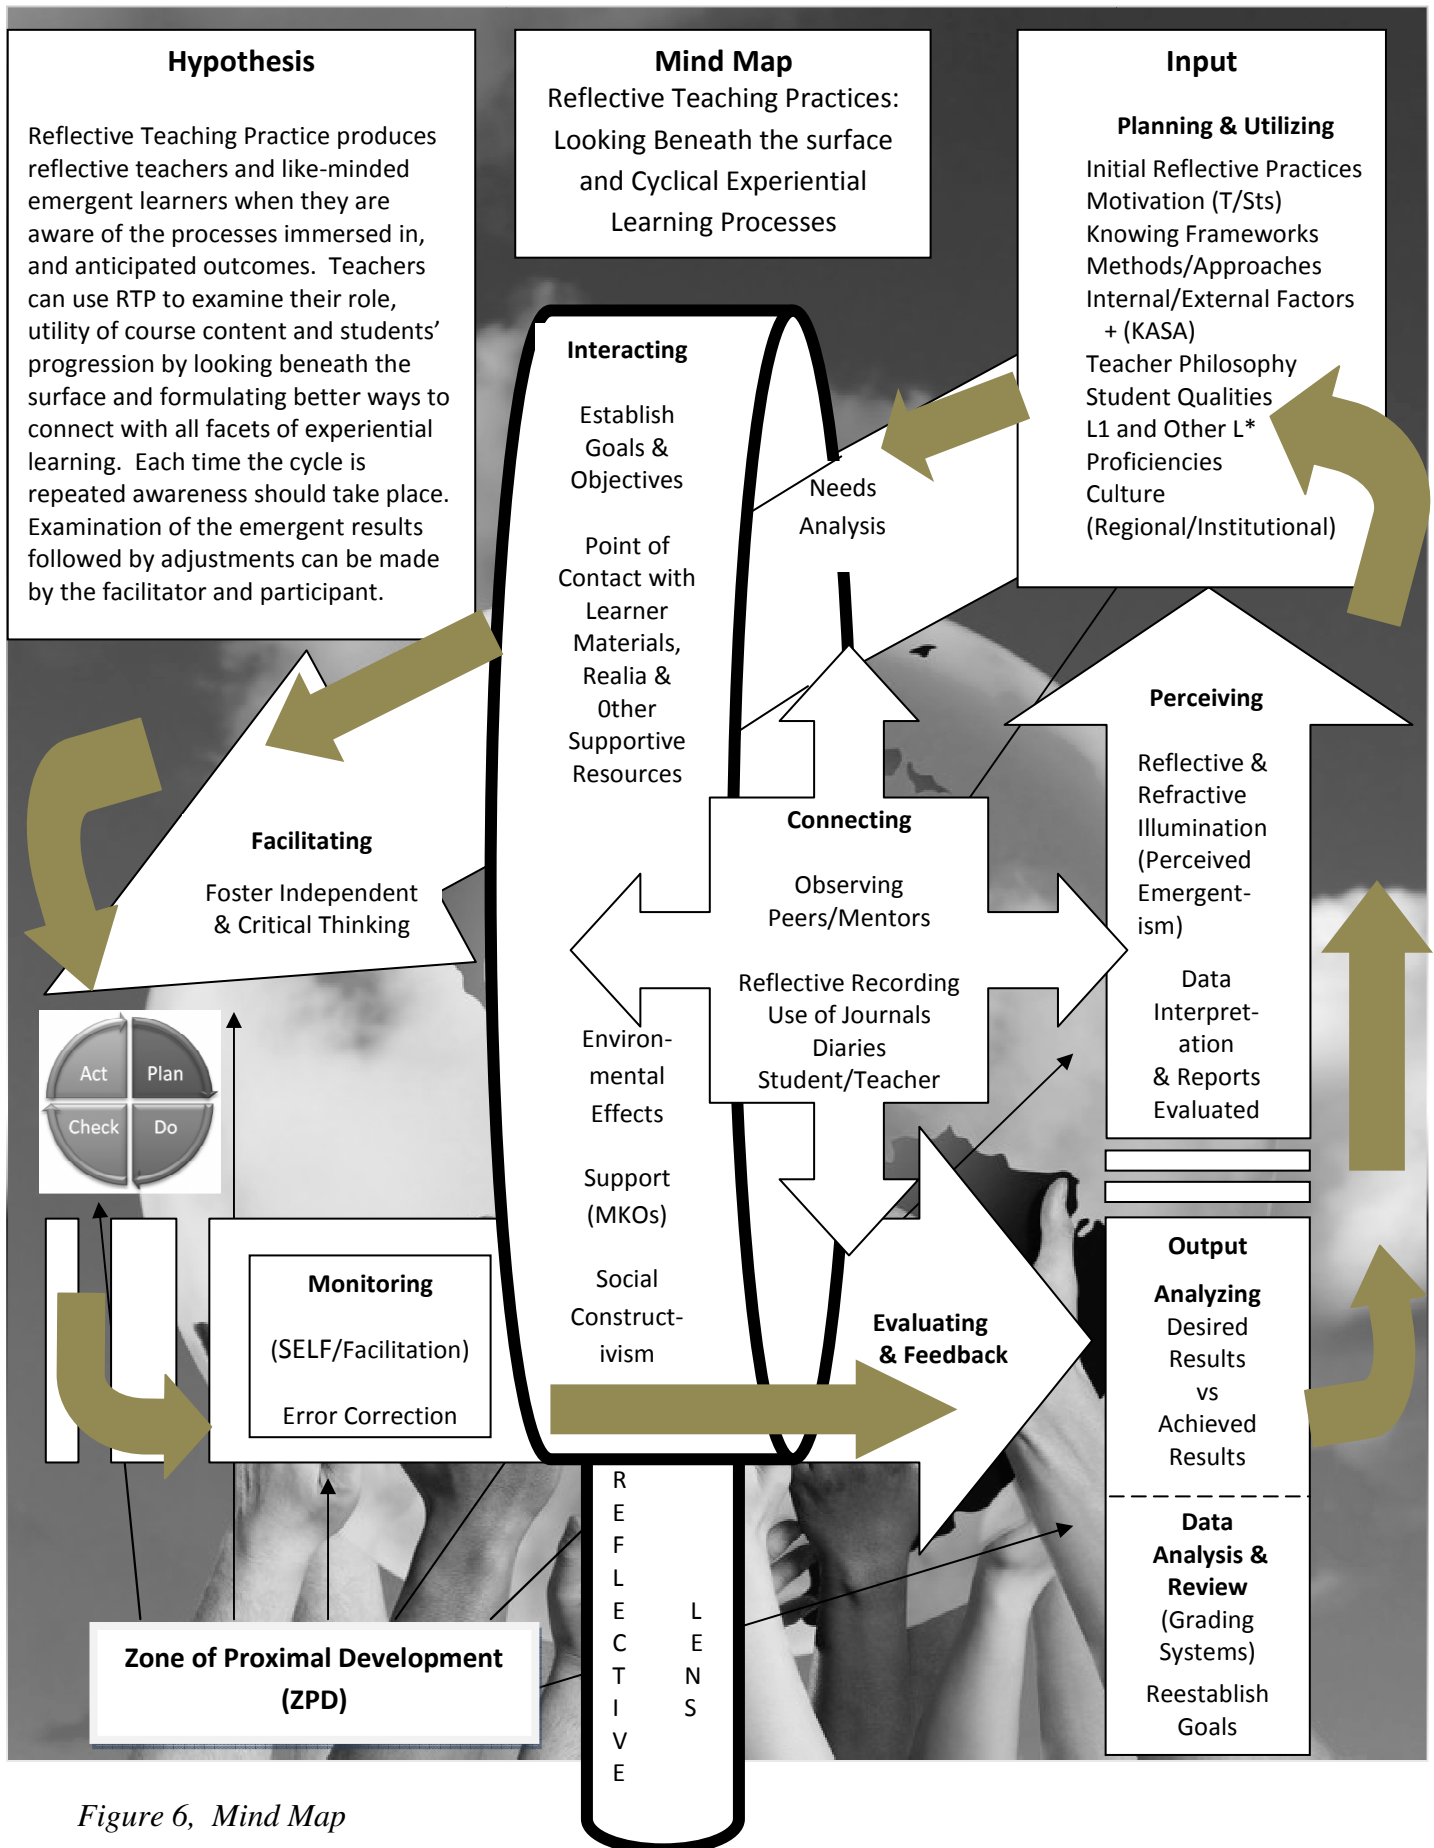 Hypothesis
Reflective Teaching Practice produces
reflective teachers and like-minded
emergent learners when they are
aware of the processes immersed in,
and anticipated outcomes.  Teachers
can use RTP to examine their role,
utility of course content and students’
progression by looking beneath the
surface and formulating better ways to
connect with all facets of experiential
learning.  Each time the cycle is
repeated awareness should take place.
Examination of the emergent results
followed by adjustments can be made
by the facilitator and participant.
Mind Map
Reflective Teaching Practices:
Looking Beneath the surface
and Cyclical Experiential
Learning Processes
Input
Planning & Utilizing
Initial Reflective Practices
Motivation (T/Sts)
Knowing Frameworks
Methods/Approaches
Internal/External Factors
+ (KASA)
Teacher Philosophy
Student Qualities
L1 and Other L*
Proficiencies
Culture
(Regional/Institutional)
Needs
Analysis
Interacting
Establish
Goals &
Objectives
Point of
Contact with
Learner
Materials,
Realia &
0ther
Supportive
Resources
Environ-
mental
Effects
Support
(MKOs)
Social
Construct-
ivism
Facilitating
Foster Independent
& Critical Thinking
Connecting
Observing
Peers/Mentors
Reflective Recording
Use of Journals
Diaries
Student/Teacher
Perceiving
Reflective &
Refractive
Illumination
(Perceived
Emergent-
ism)
Data
Interpret-
ation
& Reports
Evaluated
Act
Plan
Check
Do
Monitoring
(SELF/Facilitation)
Error Correction
Evaluating
& Feedback
Output
Analyzing
Desired
Results
vs
Achieved
Results
Data
Analysis &
Review
(Grading
Systems)
Reestablish
Goals
Zone of Proximal Development
(ZPD)
REFLECTIVE
LENS
Figure 6,  Mind Map